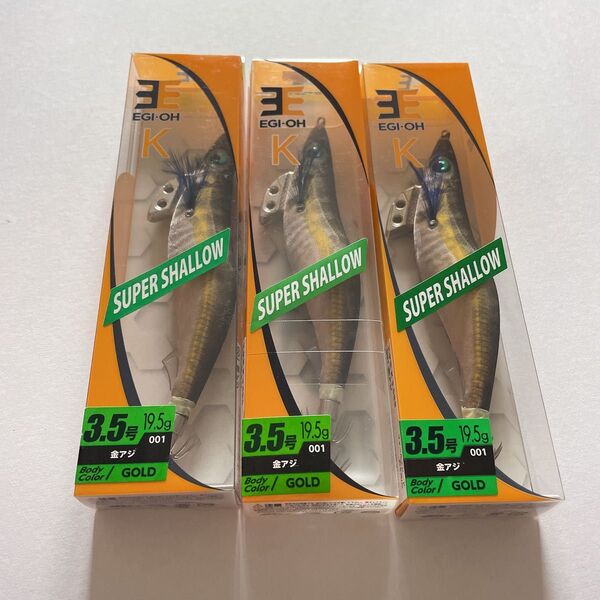 EGI-OH
K
SUPER SHALLOW
3.5号 19.5g
001
金アジ
Body Color / GOLD
EGI-OH
K
SUPER SHALLOW
3.5号 19.5g
001
金アジ
Body Color / GOLD
EGI-OH
K
SUPER SHALLOW
3.5号 19.5g
001
金アジ
Body Color / GOLD